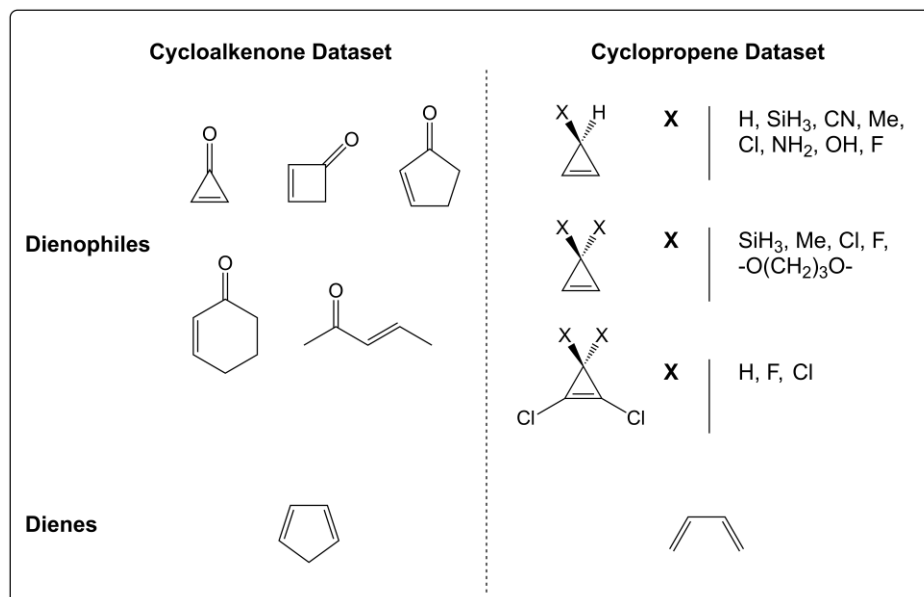 Cycloalkenone Dataset
Cyclopropene Dataset
O
O
O
X
H
X
H, SiH₃, CN, Me,
Cl, NH₂, OH, F
Dienophiles
X
X
X
SiH₃, Me, Cl, F,
-O(CH₂)₃O-
O
O
X
X
X
H, F, Cl
Cl
Cl
Dienes